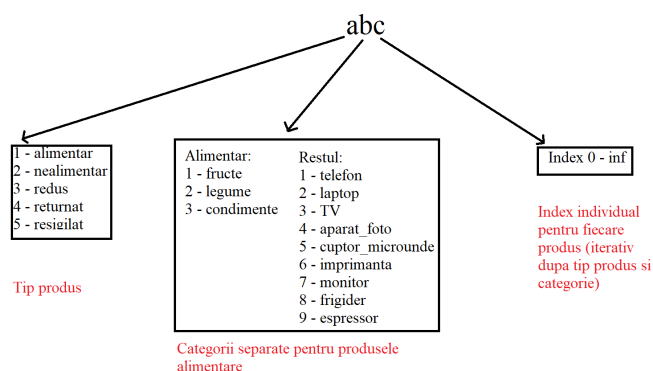 abc
1 - alimentar
2 - nealimentar
3 - redus
4 - returnat
5 - resigilat
Tip produs
Alimentar:
1 - fructe
2 - legume
3 - condimente
Restul:
1 - telefon
2 - laptop
3 - TV
4 - aparat_foto
5 - cuptor_microunde
6 - imprimanta
7 - monitor
8 - frigider
9 - espressor
Categorii separate pentru produsele
alimentare
Index 0 - inf
Index individual
pentru fiecare
produs (iterativ
dupa tip produs si
categorie)